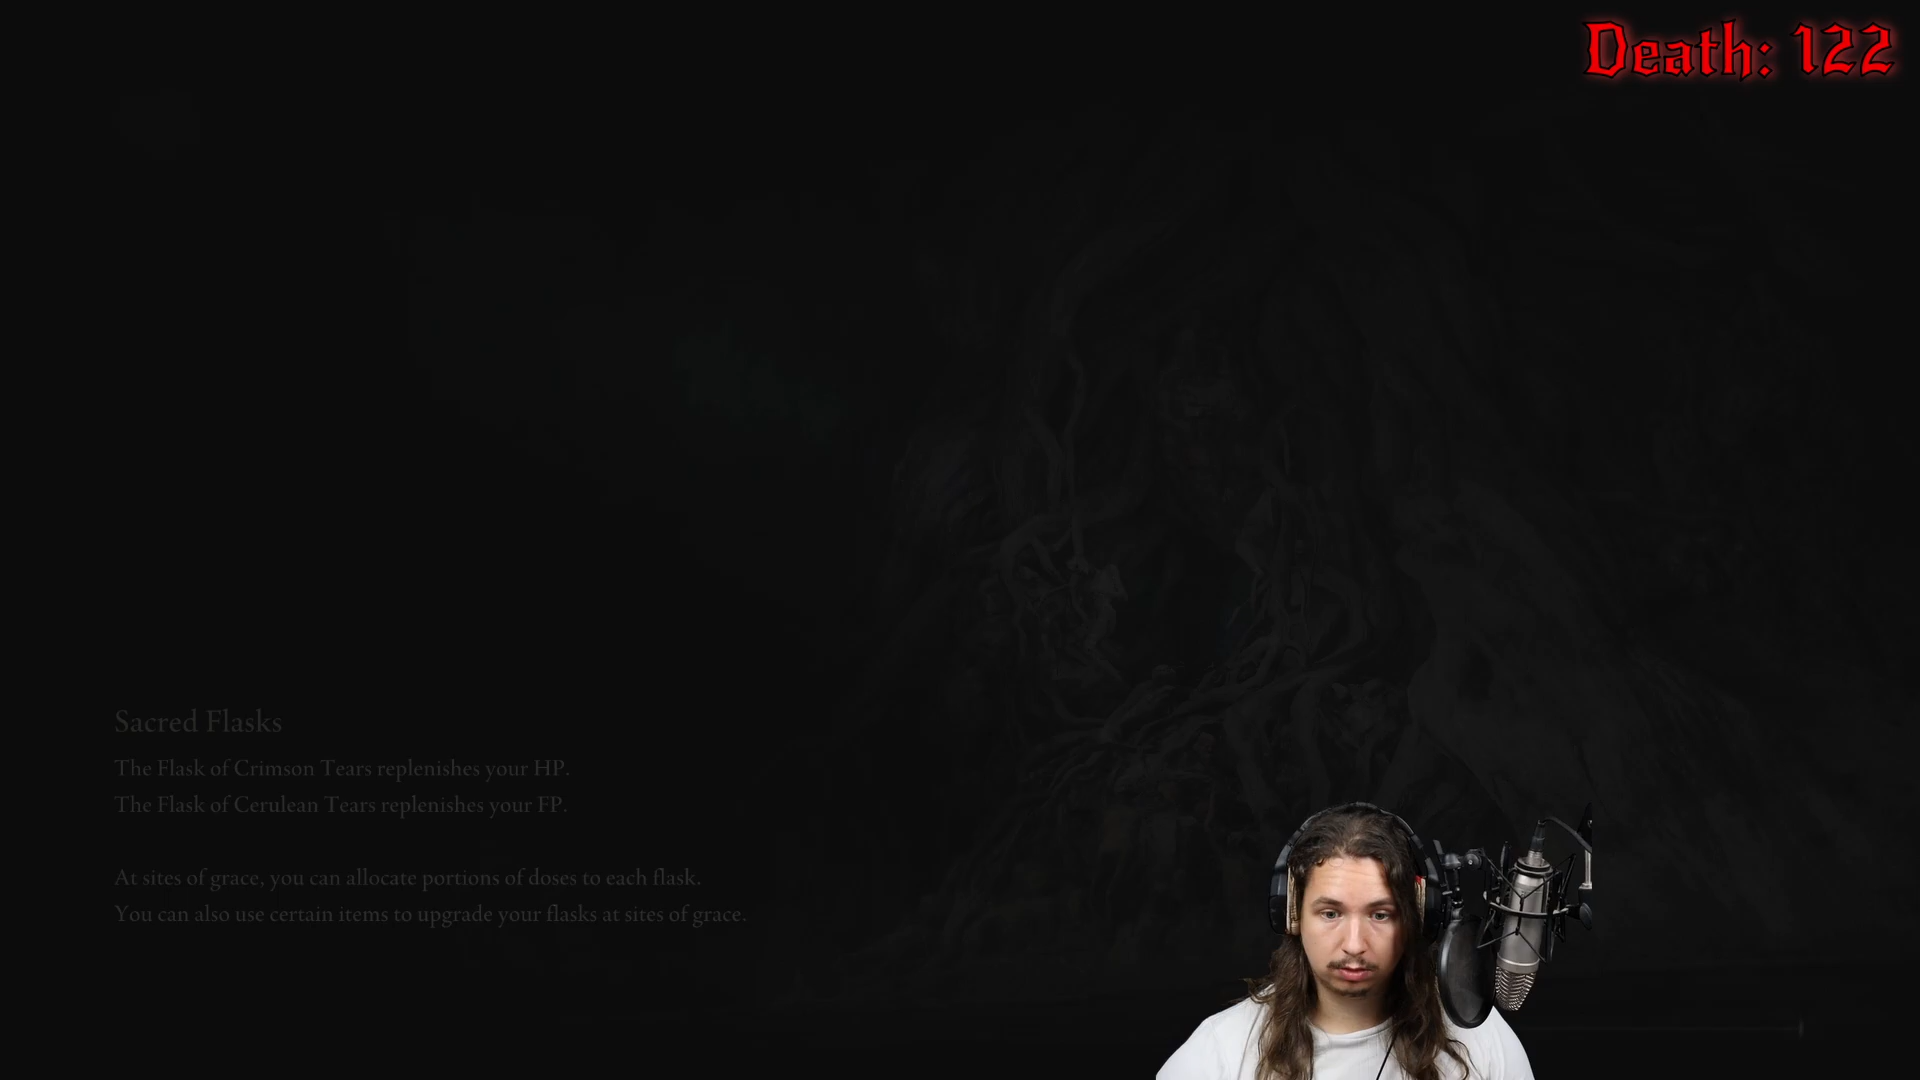 Death: 122
Sacred Flasks
The Flask of Crimson Tears replenishes your HP.
The Flask of Cerulean Tears replenishes your FP.
At sites of grace, you can allocate portions of doses to each flask.
You can also use certain items to upgrade your flasks at sites of grace.